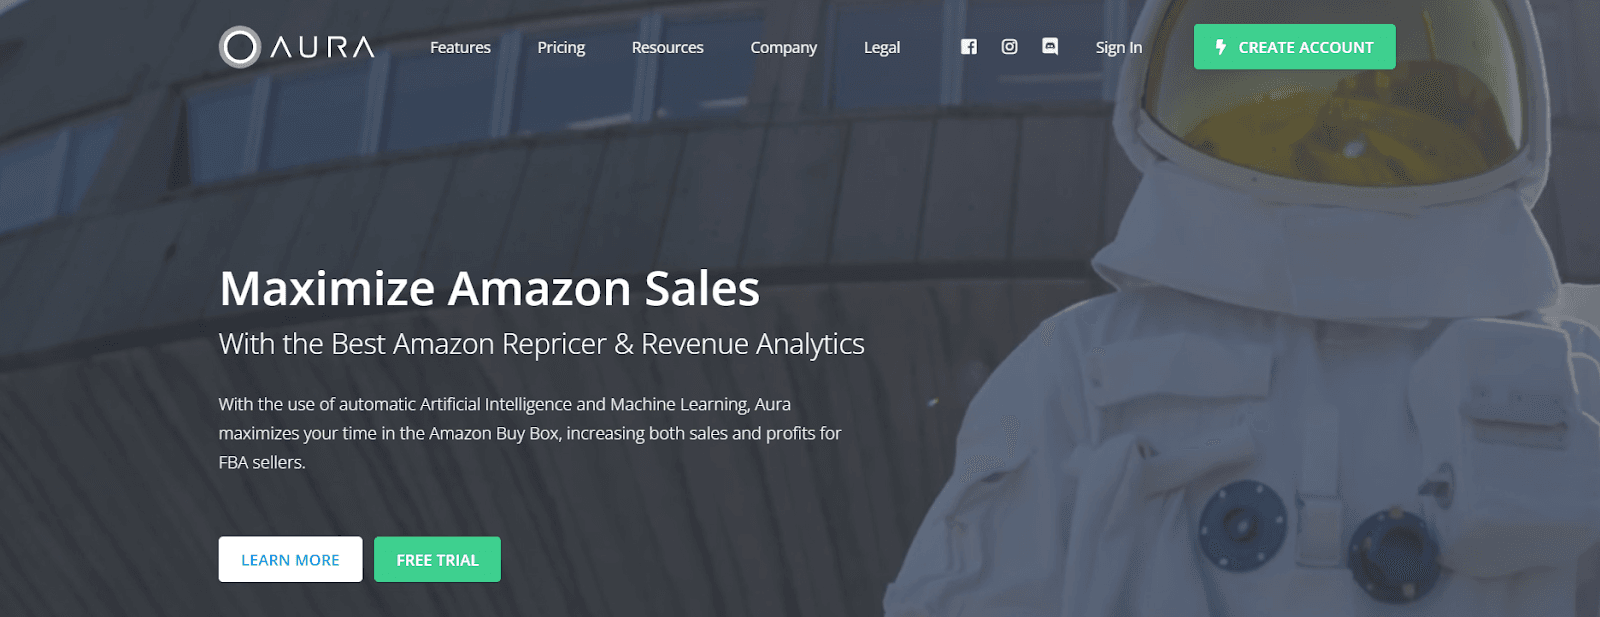 AURA
Features
Pricing
Resources
Company
Legal
Sign In
CREATE ACCOUNT
Maximize Amazon Sales
With the Best Amazon Repricer & Revenue Analytics
With the use of automatic Artificial Intelligence and Machine Learning, Aura
maximizes your time in the Amazon Buy Box, increasing both sales and profits for
FBA sellers.
LEARN MORE
FREE TRIAL